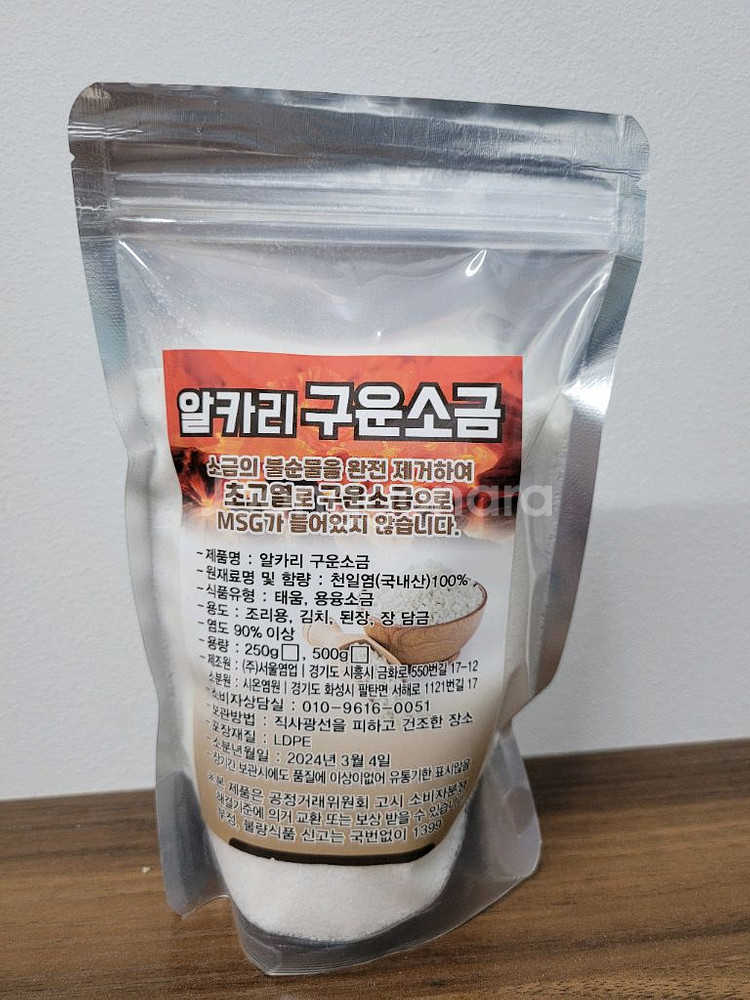 알카리 구운소금
소금의 불순물을 완전 제거하여
초고열로 구운소금으로
MSG가 들어있지 않습니다.
- 제품명 : 알카리 구운소금
- 원재료명 및 함량 : 천일염(국내산)100%
- 식품유형 : 태움, 용융소금
- 용도 : 조리용, 김치, 된장, 장 담금
- 염도 90% 이상
- 용량 : 250g□, 500g□
- 제조원 : (주)서울염업 | 경기도 시흥시 금화로 550번길 17-12
소분원 : 시온염원 | 경기도 화성시 팔탄면 서해로 1121번길 17
- 소비자상담실 : 010-9616-0051
- 보관방법 : 직사광선을 피하고 건조한 장소
- 포장재질 : LDPE
- 소분년월일 : 2024년 3월 4일
- 장기간 보관시에도 품질에 이상이없어 유통기한 표시않음
※ 본 제품은 공정거래위원회 고시 소비자분쟁
해결기준에 의거 교환 또는 보상 받을 수 있습니다
부정, 불량식품 신고는 국번없이 1399